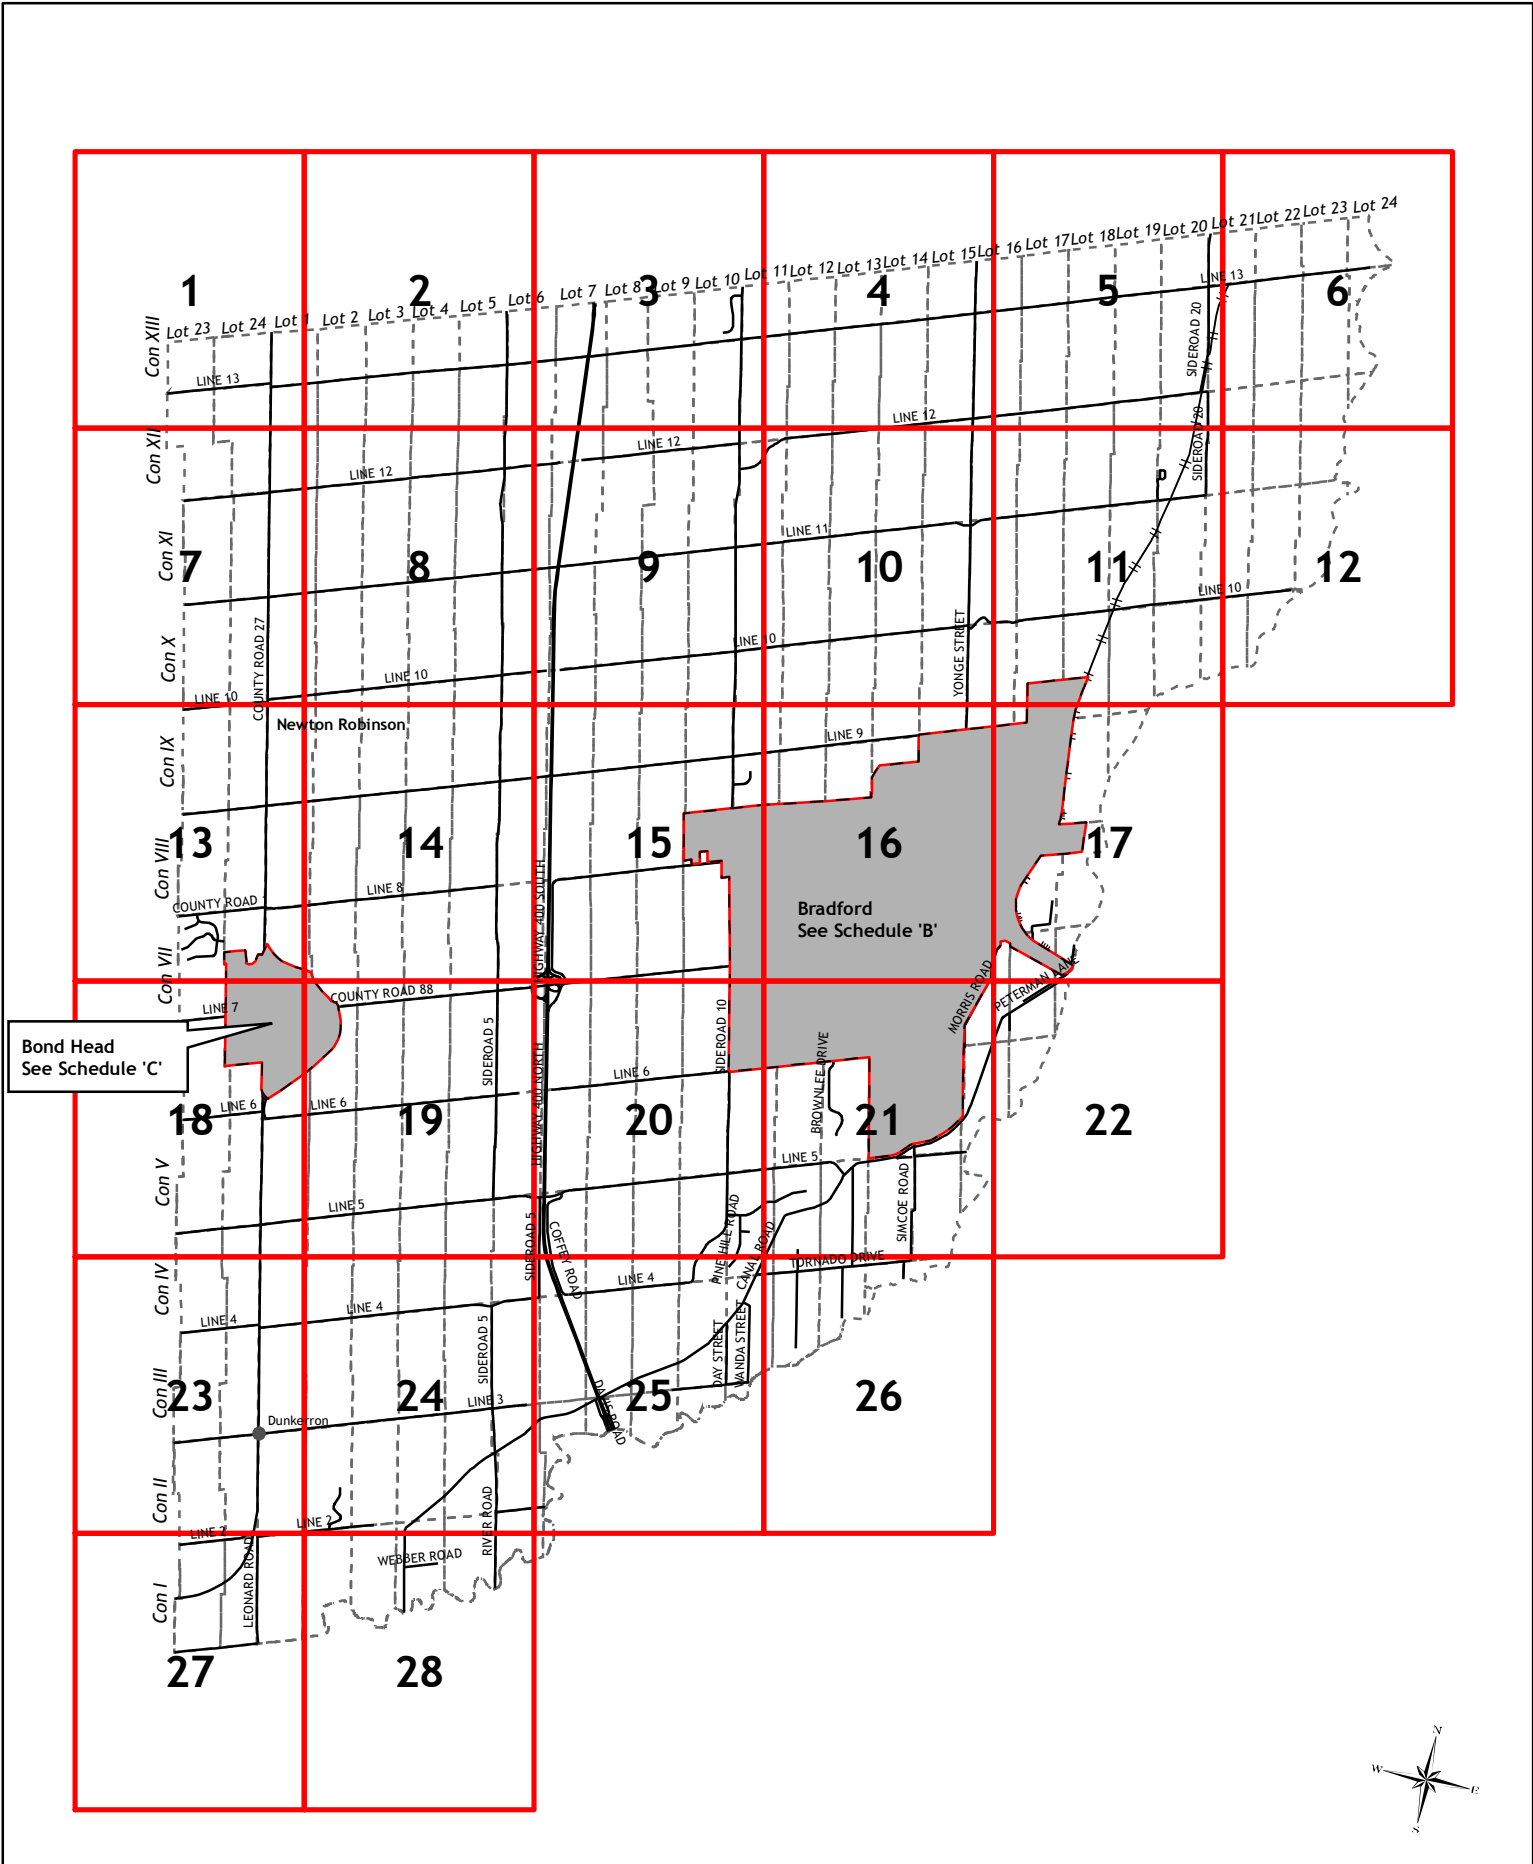 Lot 23 Lot 24 Lot 1 Lot 2 Lot 3 Lot 4 Lot 5 Lot 6 Lot 7 Lot 8 Lot 9 Lot 10 Lot 11 Lot 12 Lot 13 Lot 14 Lot 15 Lot 16 Lot 17 Lot 18 Lot 19 Lot 20 Lot 21 Lot 22 Lot 23 Lot 24
1 2 3 4 5 6
Con XIII
LINE 13
LINE 13
SIDEROAD 20
Con XII
LINE 12
LINE 12
LINE 12
SIDEROAD 20
Con XI
LINE 11
7 8 9 10 11 12
LINE 10
Con X
COUNTY ROAD 27
YONGE STREET
LINE 10
LINE 10
LINE 10
Newton Robinson
Con IX
LINE 9
13 14 15 16 17
Con VIII
LINE 8
COUNTY ROAD
HIGHWAY 400 SOUTH
Bradford
See Schedule 'B'
Con VII
PETERMAN LANE
MORRIS ROAD
COUNTY ROAD 88
LINE 7
Bond Head
See Schedule 'C'
SIDEROAD 5
SIDEROAD 10
HIGHWAY 400 NORTH
BROWNLEE DRIVE
LINE 6
LINE 6
LINE 6
18 19 20 21 22
Con V
LINE 5
LINE 5
SIMCOE ROAD
SIDEROAD 5
COFFEY ROAD
PINE HILL ROAD
CANAL ROAD
TORNADO DRIVE
Con IV
LINE 4
LINE 4
LINE 4
SIDEROAD 5
DAY STREET
WANDA STREET
Con III
23 24 25 26
LINE 3
DAVIS ROAD
Dunkerron
Con II
LINE 2
LINE 2
RIVER ROAD
WEBBER ROAD
LEONARD ROAD
Con I
27 28
N
W
E
S